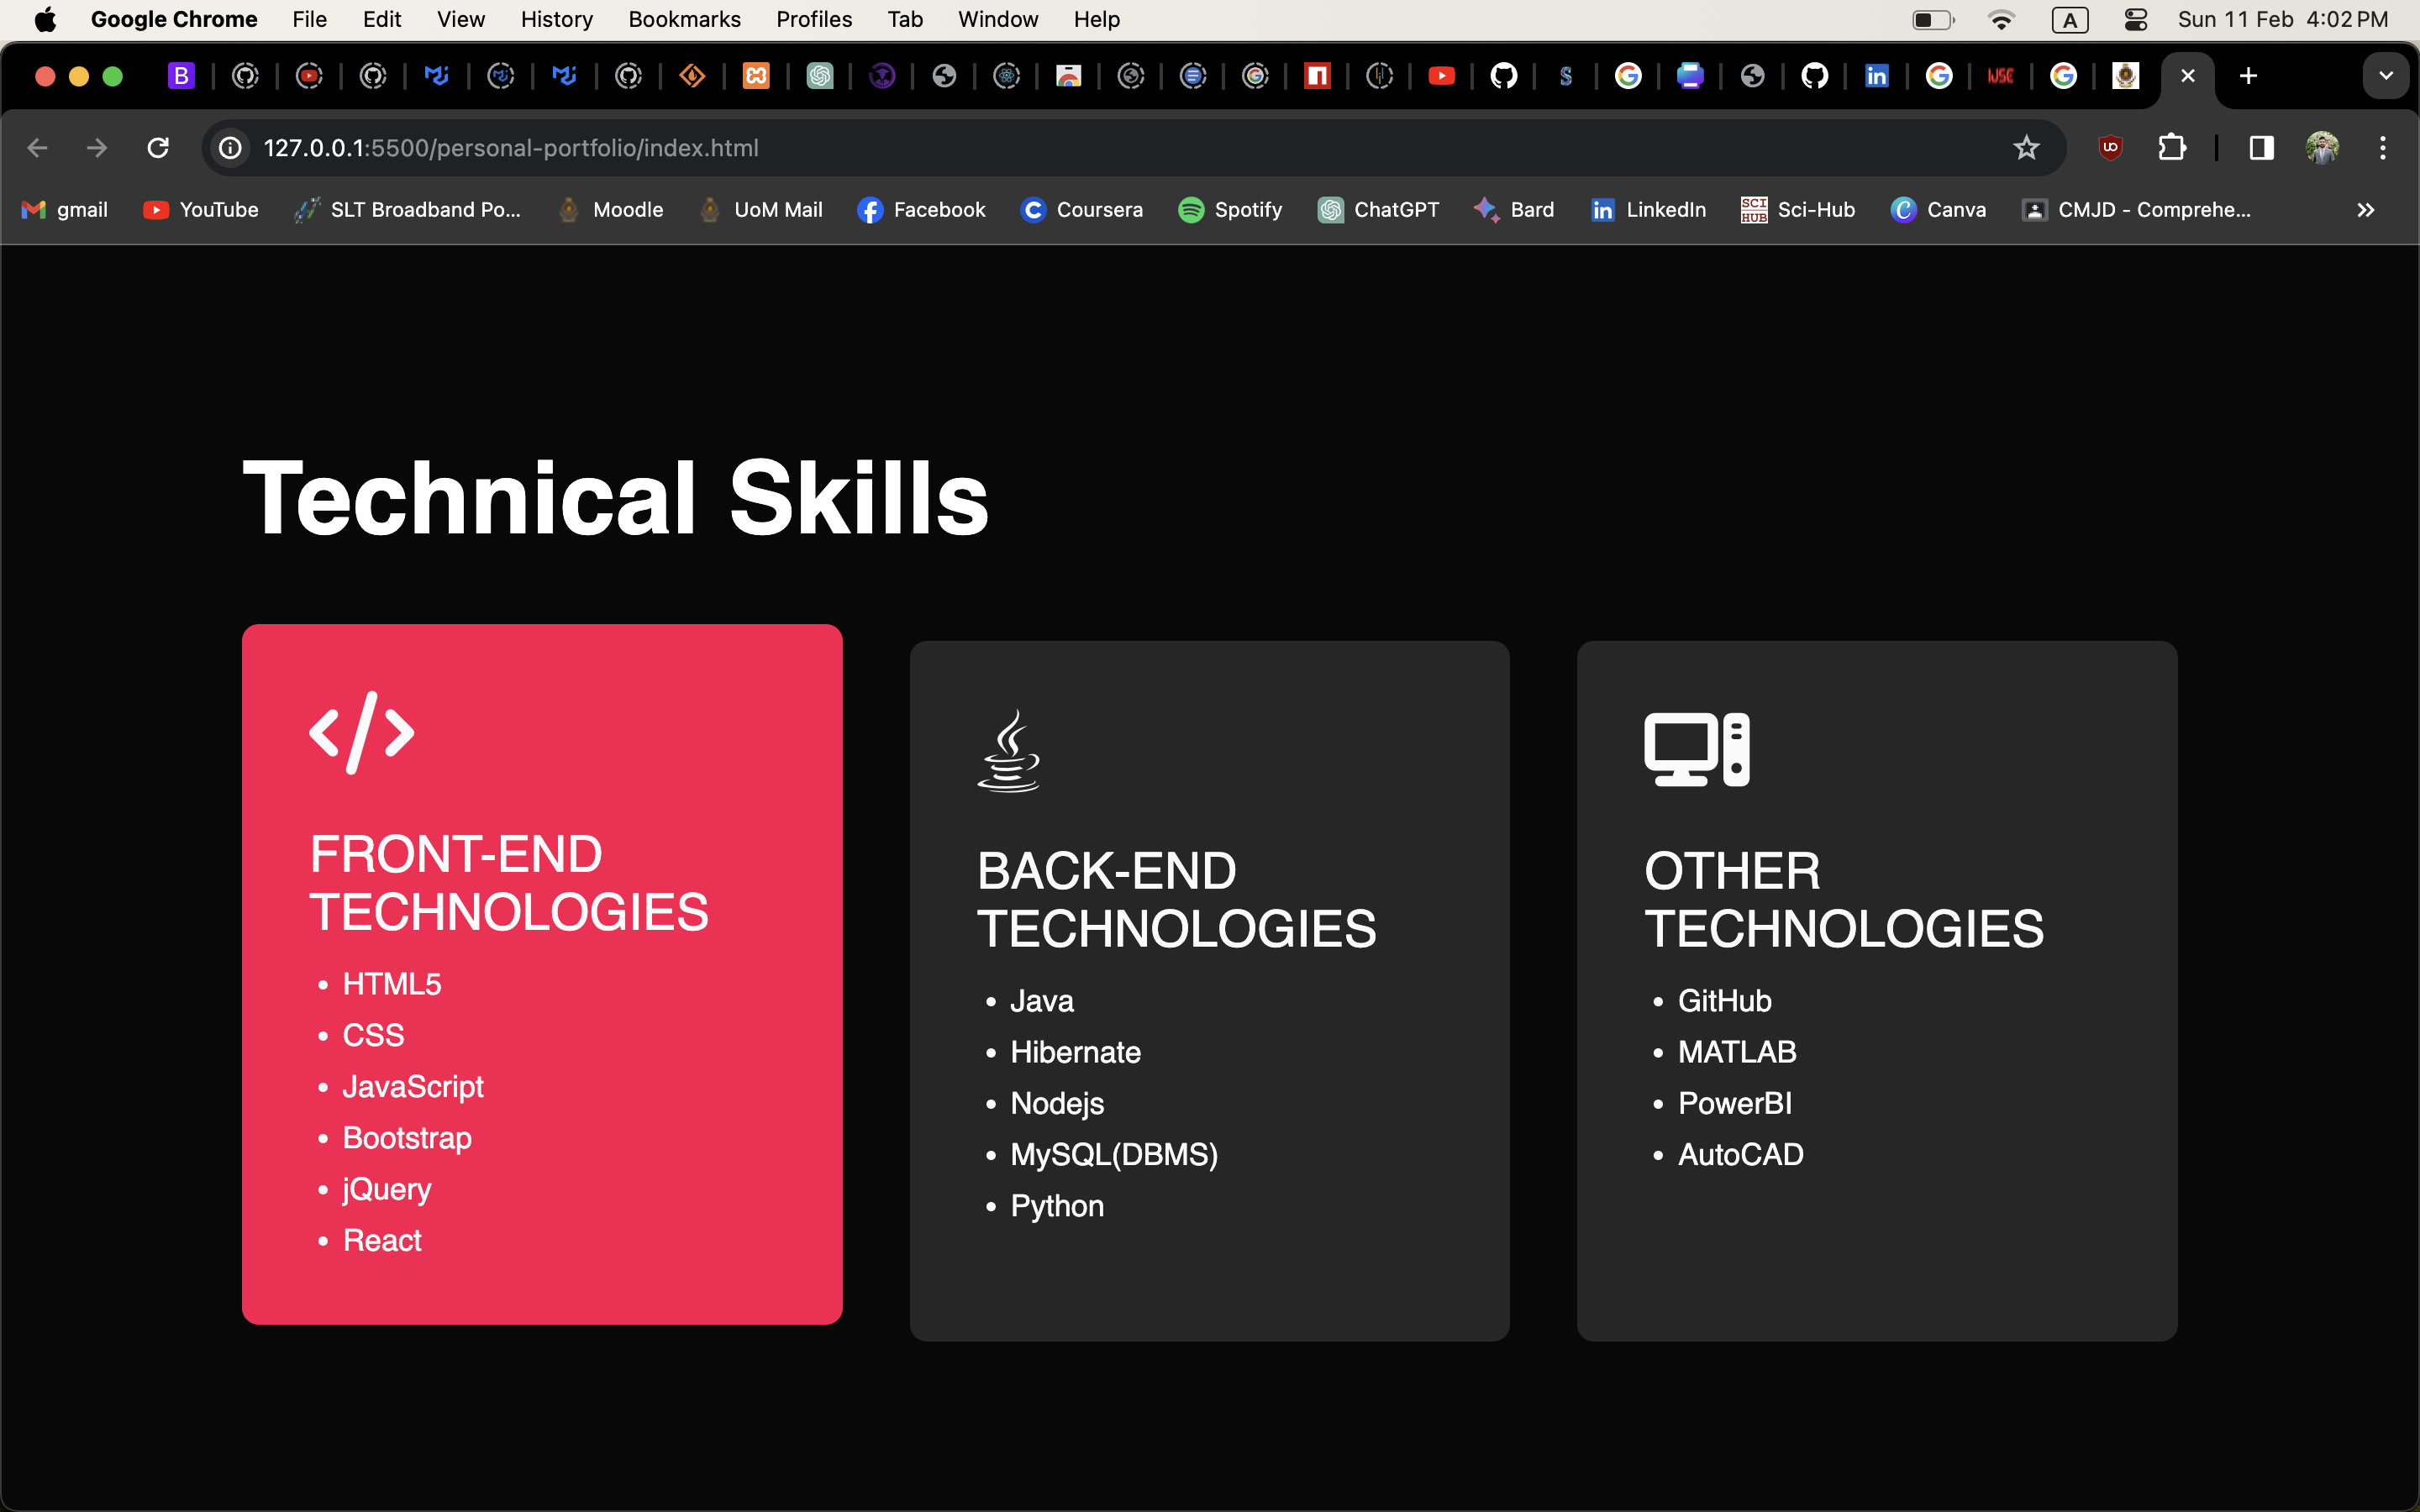 Google Chrome File Edit View History Bookmarks Profiles Tab Window Help A Sun 11 Feb 4:02 PM
127.0.0.1:5500/personal-portfolio/index.html
gmail YouTube SLT Broadband Po... Moodle UoM Mail Facebook Coursera Spotify ChatGPT Bard LinkedIn Sci-Hub Canva CMJD - Comprehe...
Technical Skills
FRONT-END
TECHNOLOGIES
• HTML5
• CSS
• JavaScript
• Bootstrap
• jQuery
• React
BACK-END
TECHNOLOGIES
• Java
• Hibernate
• Nodejs
• MySQL(DBMS)
• Python
OTHER
TECHNOLOGIES
• GitHub
• MATLAB
• PowerBI
• AutoCAD